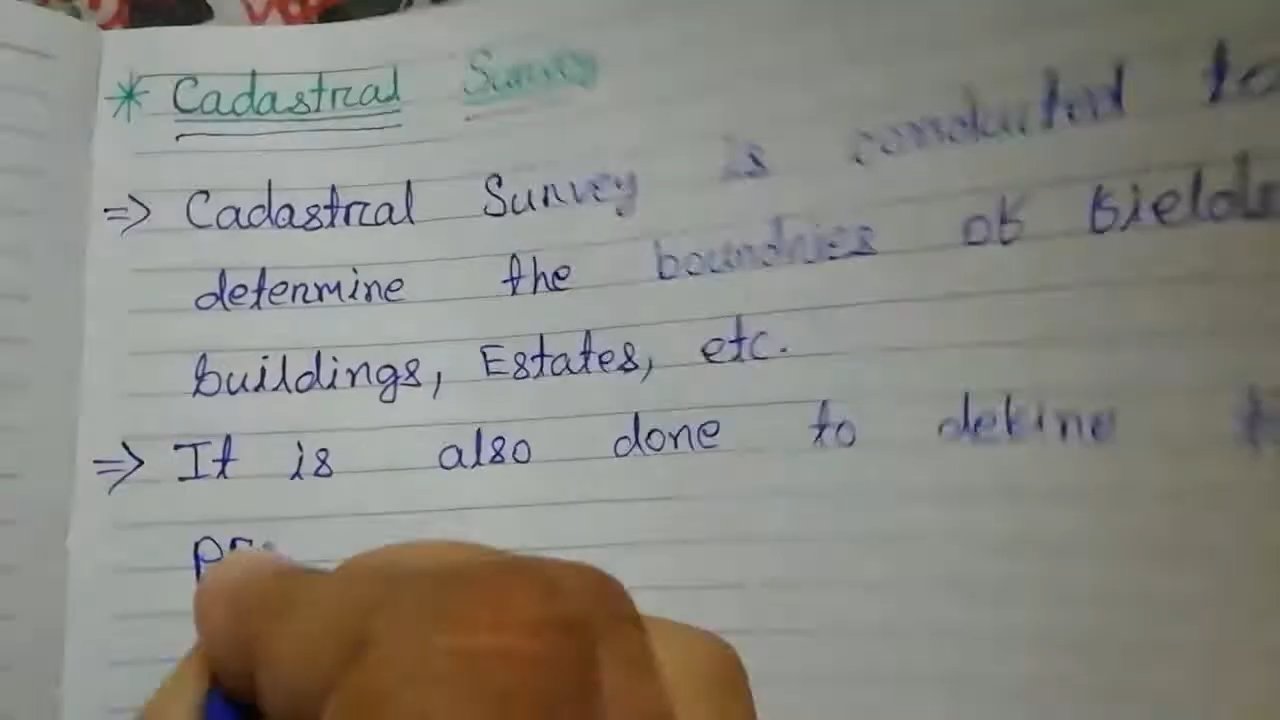 * Cadastral Survey
=> Cadastral Survey is conducted to
determine the boundries of fields
buildings, Estates, etc.
=> It is also done to define